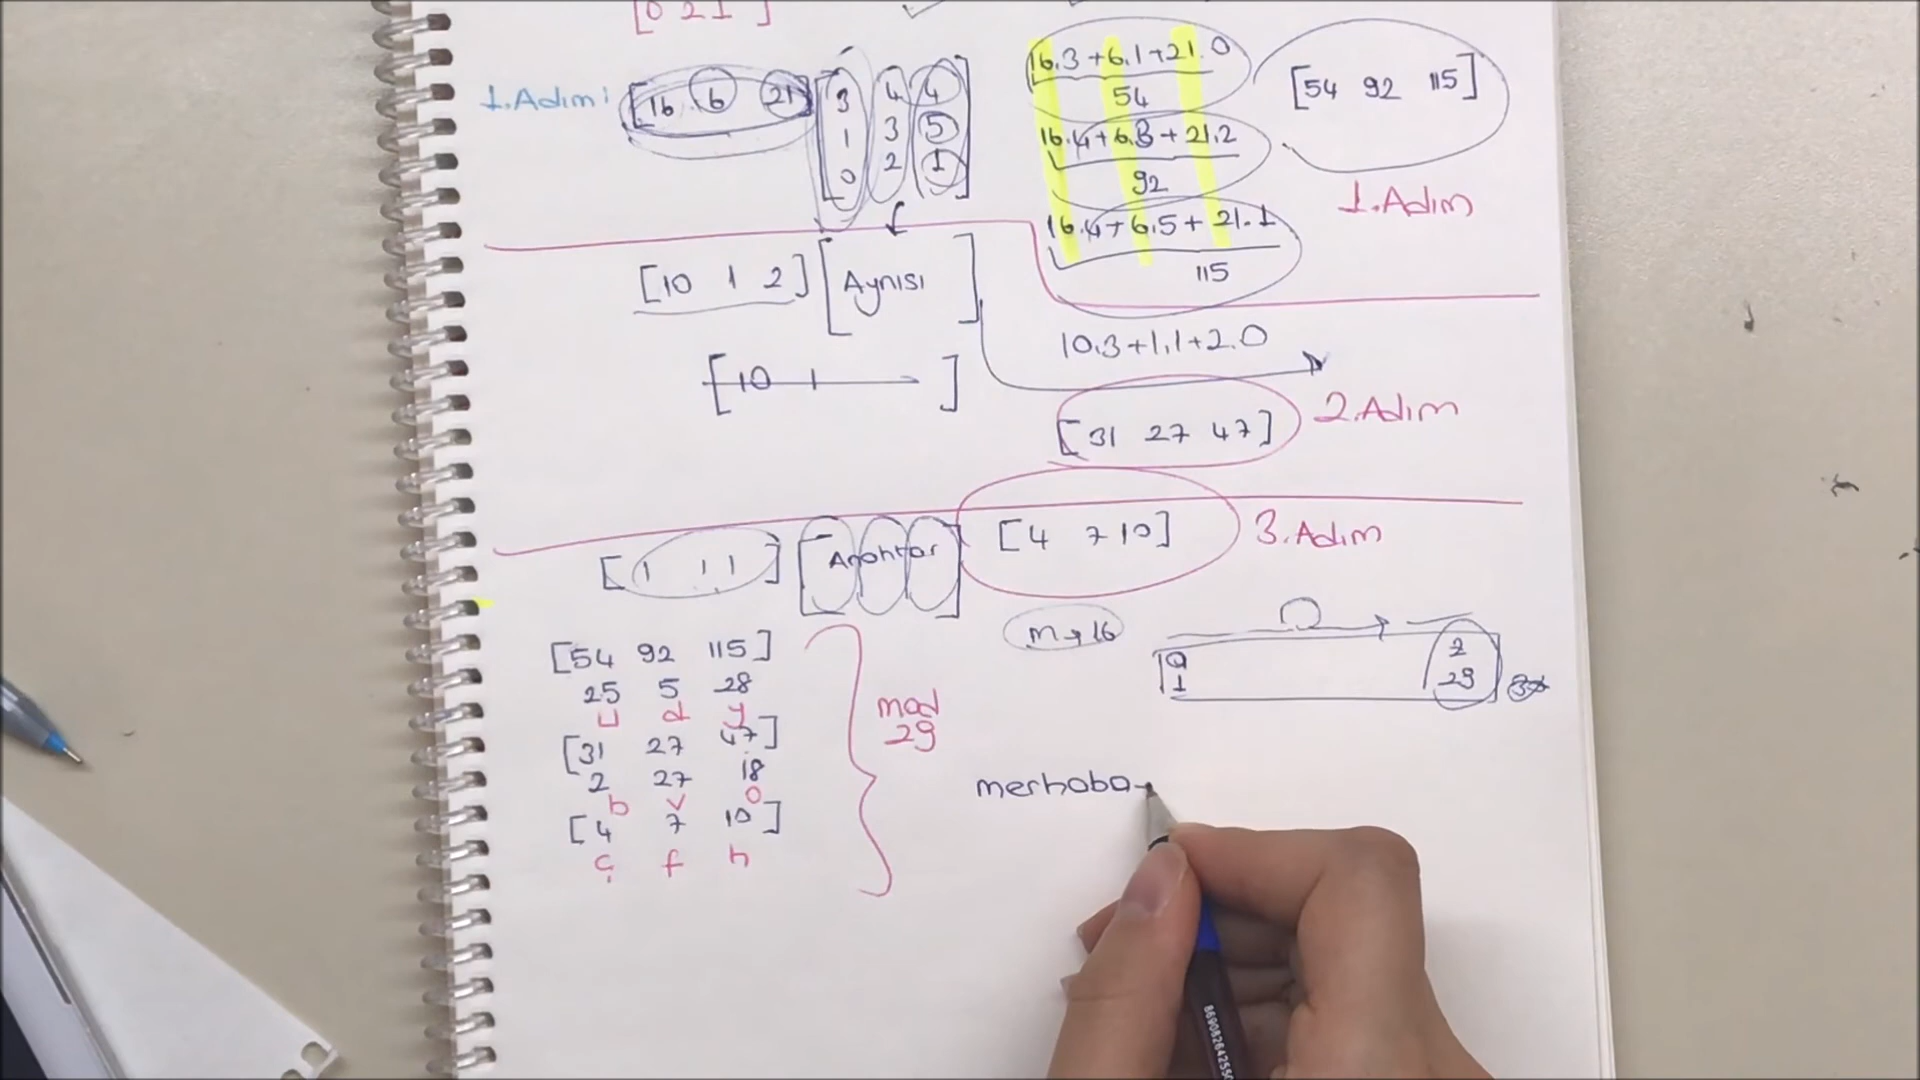 [0 2 1]
1.Adım: [16 6 21] [3 4 4
1 3 5
0 2 1]
16.3+6.1+21.0
54
16.4+6.3+21.2
92
16.4+6.5+21.1
115
[54 92 115]
1.Adım
[10 1 2] [Aynısı ]
[10 1 ]
10.3+1.1+2.0
[31 27 47]
2.Adım
[1 1 1] [Anahtar] [4 7 10]
3.Adım
m→16
[54 92 115]
25 5 28
u d y
[31 27 47]
2 27 18
b v o
[4 7 10]
ç f h
mod
29
a z
1 29
merhaba
869082642550